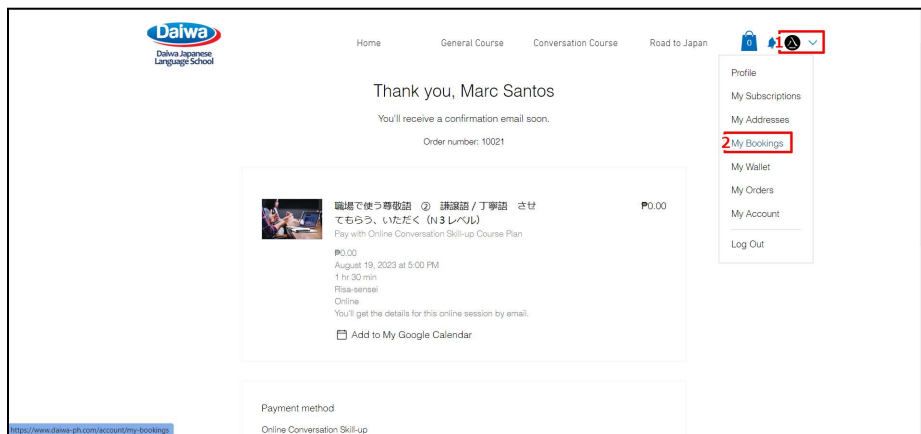 Daiwa
Daiwa Japanese
Language School
Home
General Course
Conversation Course
Road to Japan
0
1
Profile
My Subscriptions
My Addresses
2
My Bookings
My Wallet
My Orders
My Account
Log Out
Thank you, Marc Santos
You'll receive a confirmation email soon.
Order number: 10021
職場で使う尊敬語 ② 謙譲語 / 丁寧語 させ
てもらう、いただく（N３レベル）
₱0.00
Pay with Online Conversation Skill-up Course Plan
₱0.00
August 19, 2023 at 5:00 PM
1 hr 30 min
Risa-sensei
Online
You'll get the details for this online session by email.
Add to My Google Calendar
Payment method
Online Conversation Skill-up
https://www.daiwa-ph.com/account/my-bookings